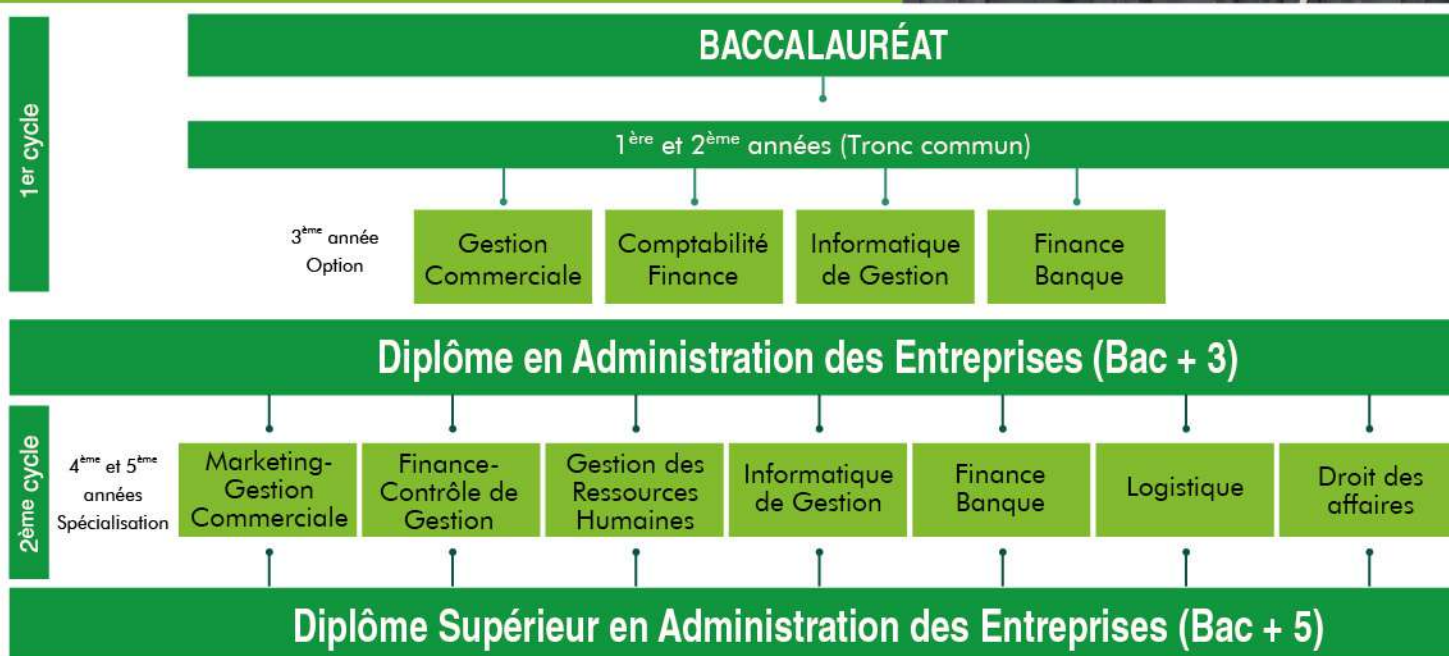 1er cycle
BACCALAURÉAT
1ère et 2ème années (Tronc commun)
3ème année
Option
Gestion
Commerciale
Comptabilité
Finance
Informatique
de Gestion
Finance
Banque
Diplôme en Administration des Entreprises (Bac + 3)
2ème cycle
4ème et 5ème
années
Spécialisation
Marketing-
Gestion
Commerciale
Finance-
Contrôle de
Gestion
Gestion des
Ressources
Humaines
Informatique
de Gestion
Finance
Banque
Logistique
Droit des
affaires
Diplôme Supérieur en Administration des Entreprises (Bac + 5)